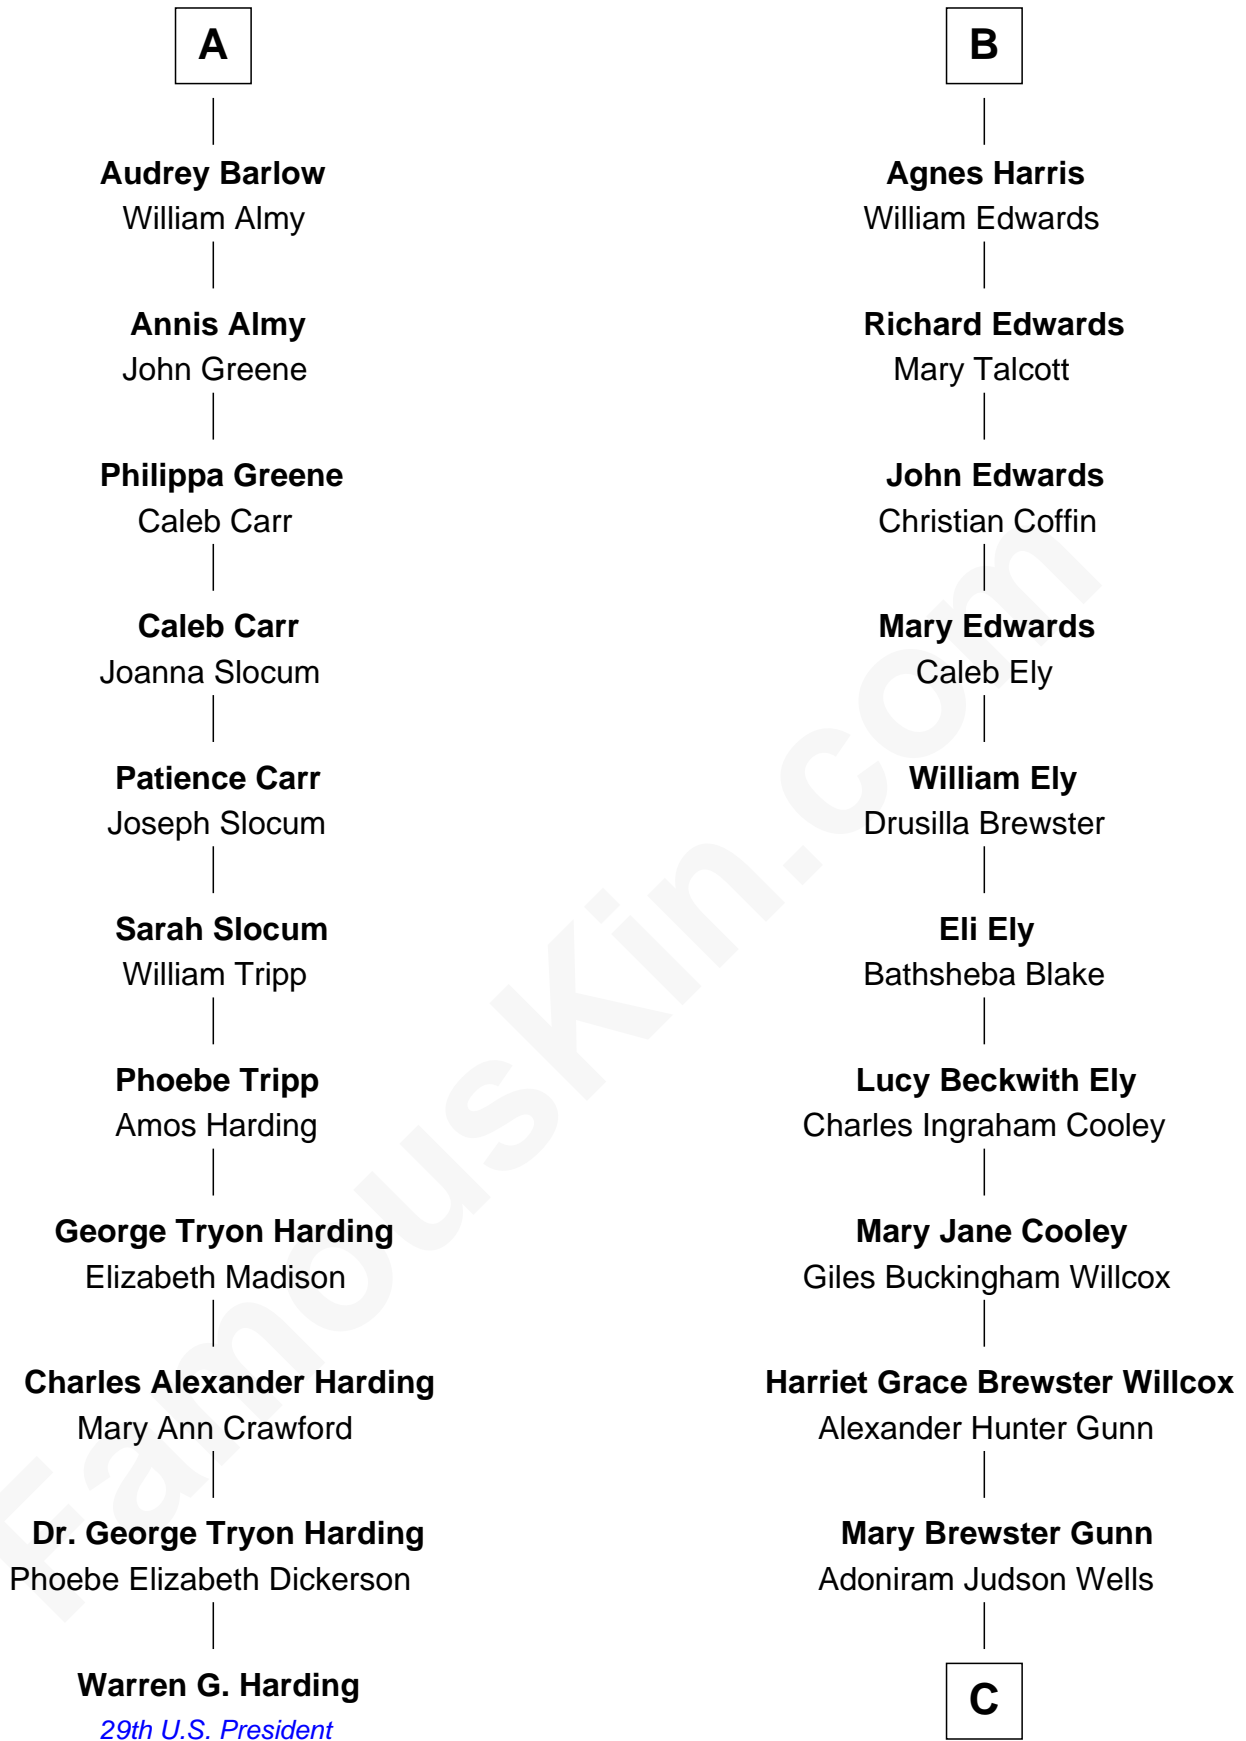 A
Audrey Barlow
William Almy
Annis Almy
John Greene
Philippa Greene
Caleb Carr
Caleb Carr
Joanna Slocum
Patience Carr
Joseph Slocum
Sarah Slocum
William Tripp
Phoebe Tripp
Amos Harding
George Tryon Harding
Elizabeth Madison
Charles Alexander Harding
Mary Ann Crawford
Dr. George Tryon Harding
Phoebe Elizabeth Dickerson
Warren G. Harding
29th U.S. President
B
Agnes Harris
William Edwards
Richard Edwards
Mary Talcott
John Edwards
Christian Coffin
Mary Edwards
Caleb Ely
William Ely
Drusilla Brewster
Eli Ely
Bathsheba Blake
Lucy Beckwith Ely
Charles Ingraham Cooley
Mary Jane Cooley
Giles Buckingham Willcox
Harriet Grace Brewster Willcox
Alexander Hunter Gunn
Mary Brewster Gunn
Adoniram Judson Wells
C
FamousKin.com